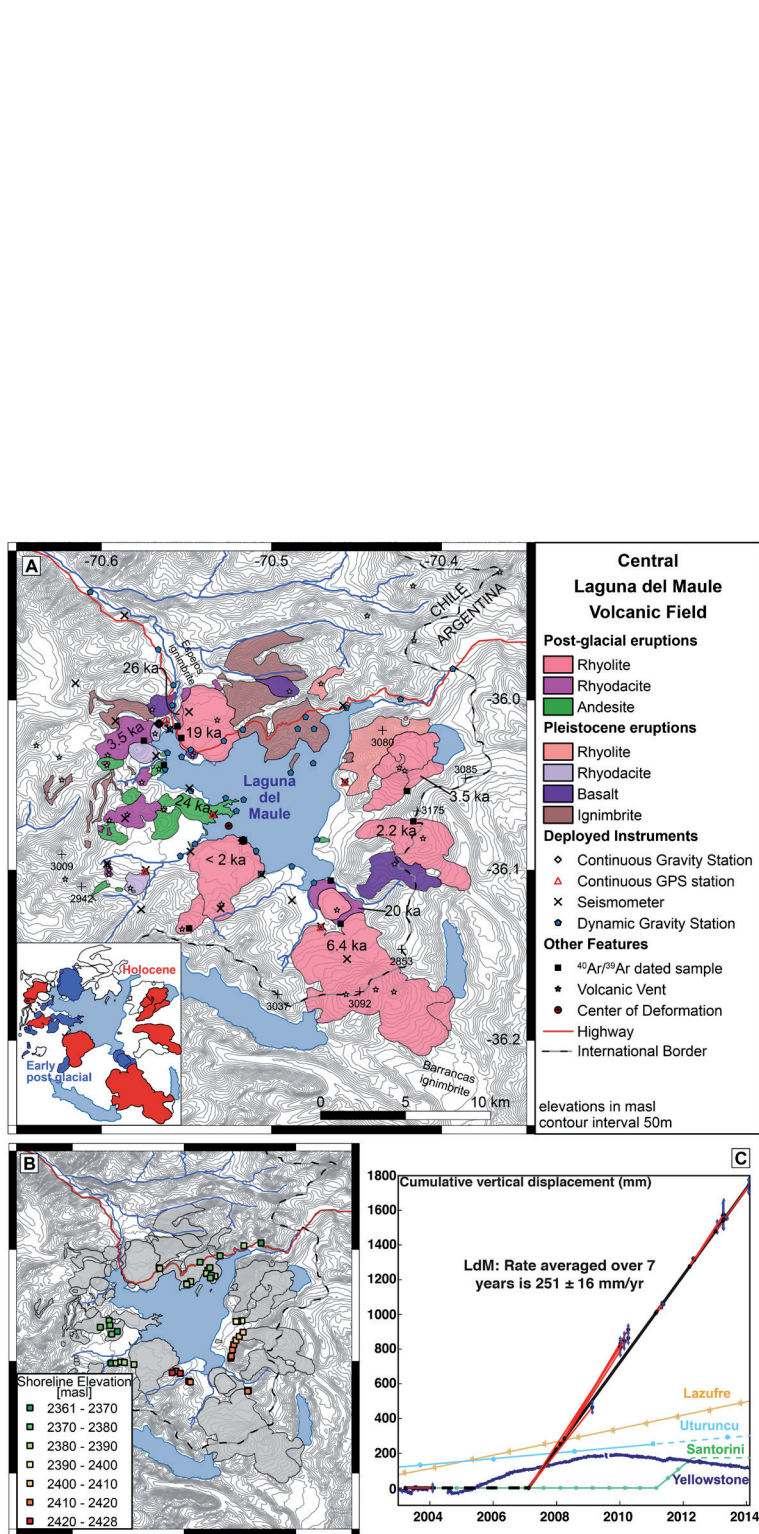 A
-70.6
-70.5
-70.4
CHILE
ARGENTINA
Espejos
Ignimbrite
26 ka
-36.0
3.5 ka
19 ka
3080
3085
Laguna
del
Maule
3.5 ka
24 ka
3175
2.2 ka
3009
< 2 ka
-36.1
2942
20 ka
6.4 ka
2853
3037
3092
-36.2
Barrancas
Ignimbrite
0 5 10 km
Holocene
Early
post glacial
Central
Laguna del Maule
Volcanic Field
Post-glacial eruptions
Rhyolite
Rhyodacite
Andesite
Pleistocene eruptions
Rhyolite
Rhyodacite
Basalt
Ignimbrite
Deployed Instruments
Continuous Gravity Station
Continuous GPS station
Seismometer
Dynamic Gravity Station
Other Features
⁴⁰Ar/³⁹Ar dated sample
Volcanic Vent
Center of Deformation
Highway
International Border
elevations in masl
contour interval 50m
B
Shoreline Elevation
[masl]
2361 - 2370
2370 - 2380
2380 - 2390
2390 - 2400
2400 - 2410
2410 - 2420
2420 - 2428
C
Cumulative vertical displacement (mm)
1800
1600
1400
1200
1000
800
600
400
200
0
LdM: Rate averaged over 7
years is 251 ± 16 mm/yr
Lazufre
Uturuncu
Santorini
Yellowstone
2004 2006 2008 2010 2012 2014